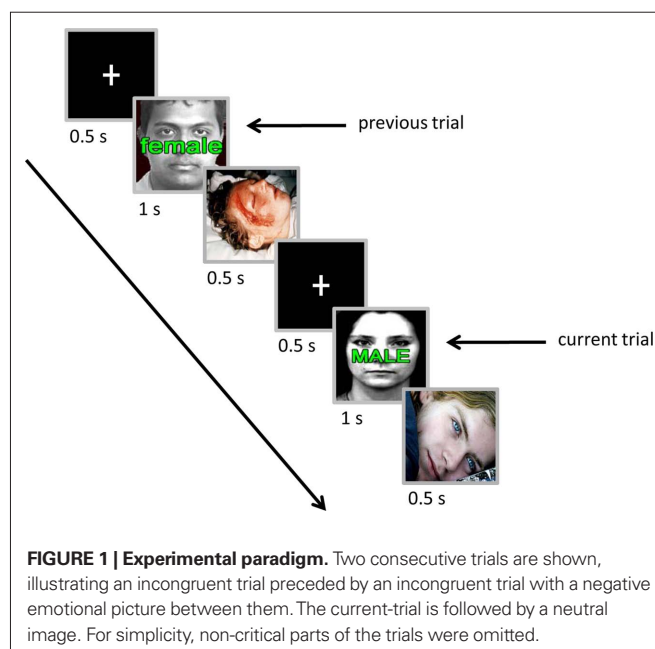 0.5 s
female
previous trial
1 s
0.5 s
0.5 s
MALE
current trial
1 s
0.5 s
FIGURE 1 | Experimental paradigm. Two consecutive trials are shown,
illustrating an incongruent trial preceded by an incongruent trial with a negative
emotional picture between them. The current-trial is followed by a neutral
image. For simplicity, non-critical parts of the trials were omitted.